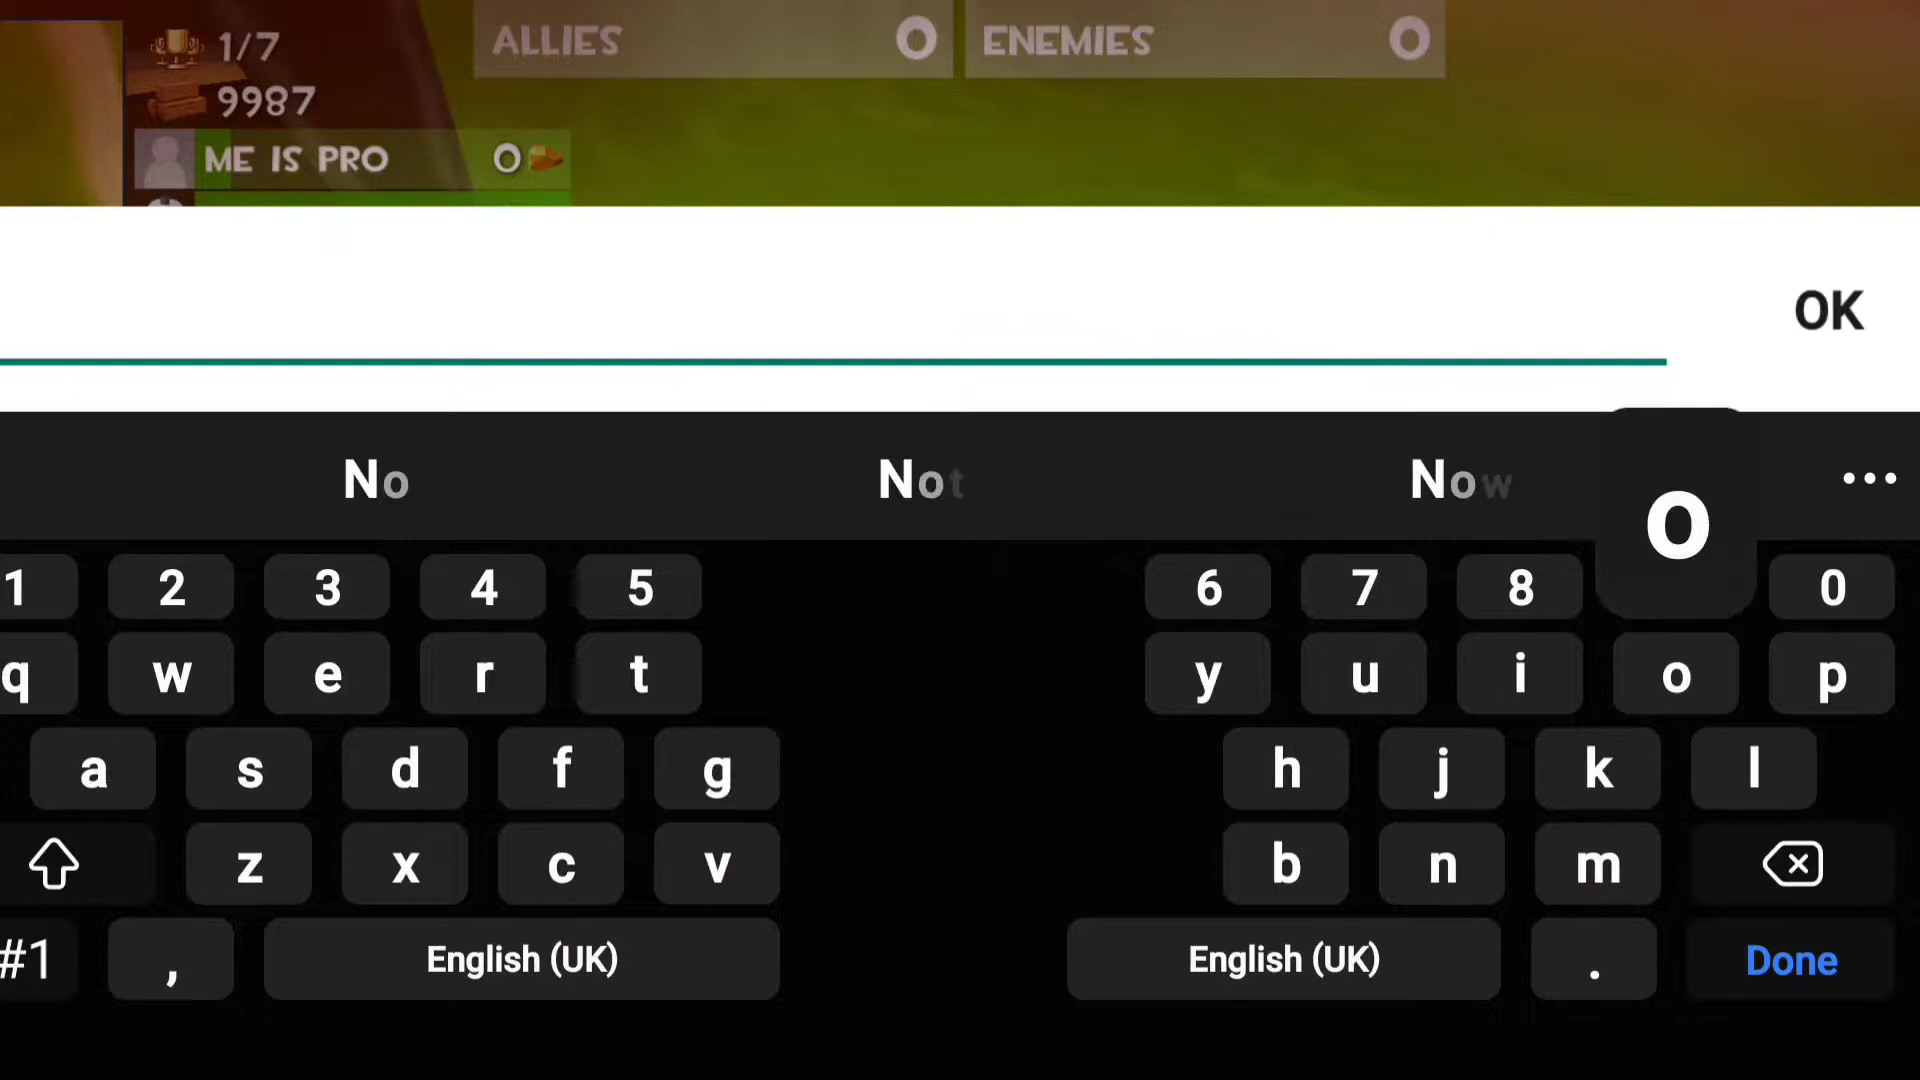 1/7
9987
ALLIES 0
ENEMIES 0
ME IS PRO 0
OK
No Not Now
o
1 2 3 4 5 6 7 8 0
q w e r t y u i o p
a s d f g h j k l
z x c v b n m
#1 , English (UK) English (UK) . Done